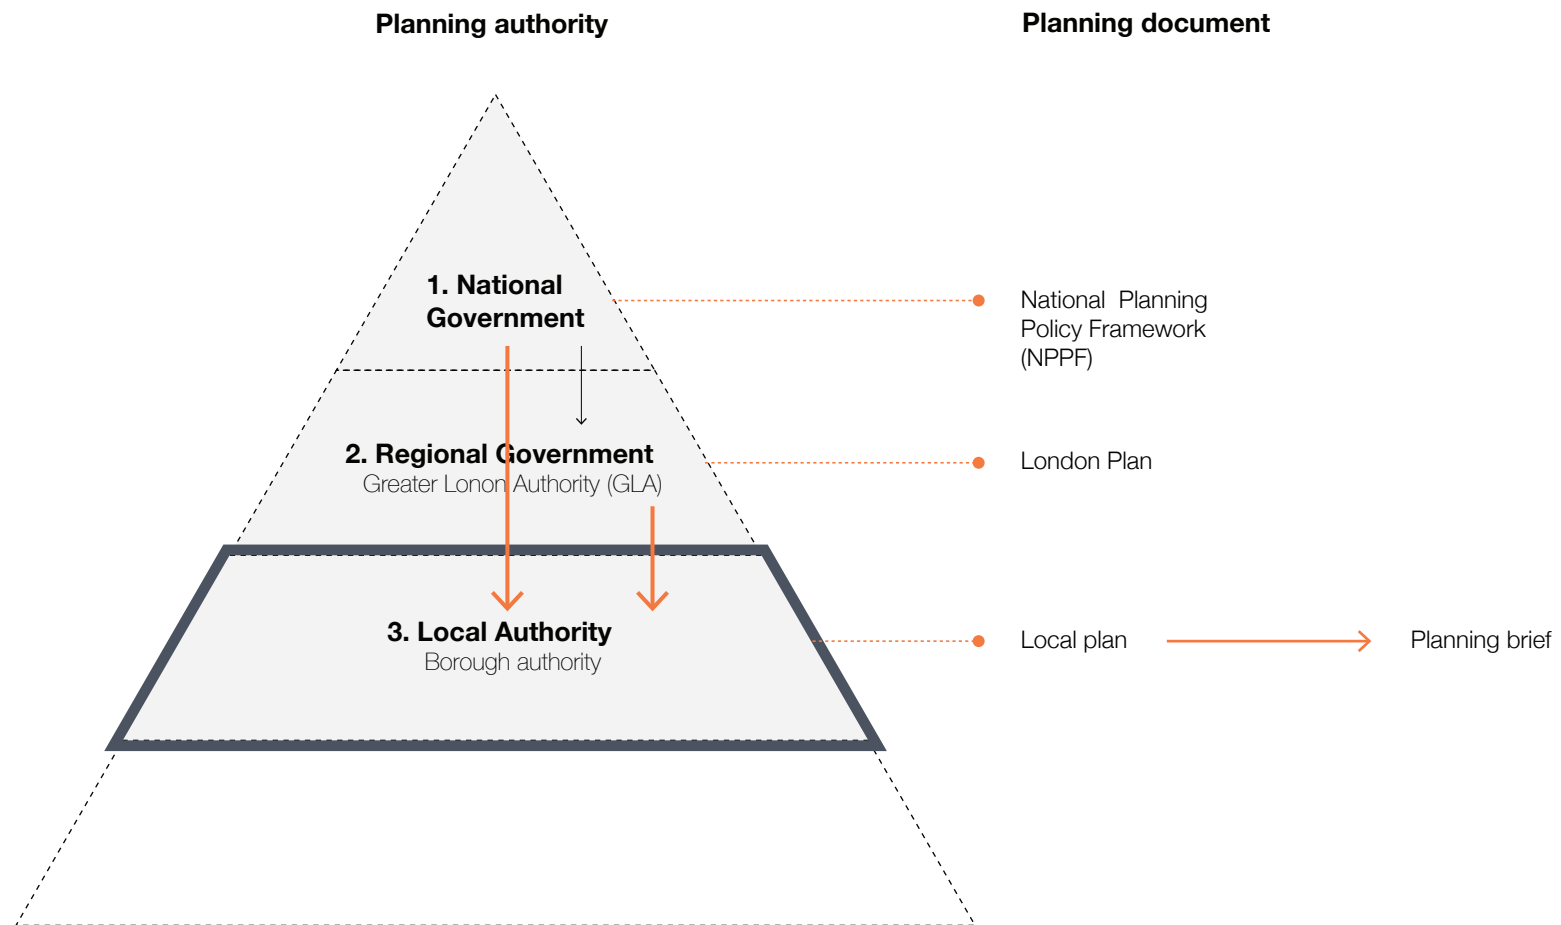 Planning authority
Planning document
1. National
Government
National Planning
Policy Framework
(NPPF)
2. Regional Government
Greater Lonon Authority (GLA)
London Plan
3. Local Authority
Borough authority
Local plan
Planning brief